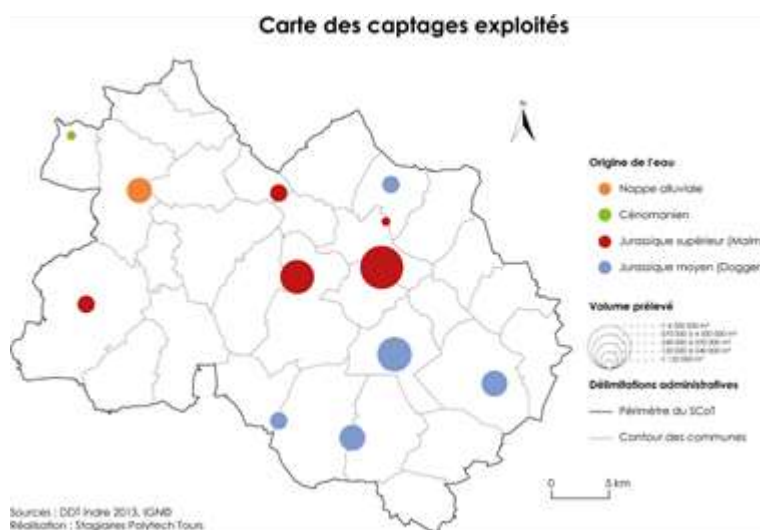 Carte des captages exploités
N
Origine de l'eau
Nappe alluviale
Cénomanien
Jurassique supérieur (Malm
Jurassique moyen (Dogger
Volume prélevé
Délimitations administratives
Périmètre du SCoT
Contour des communes
0 5 km
Sources : DDT Indre 2013, IGN©
Réalisation : Stagiaires Polytech Tours